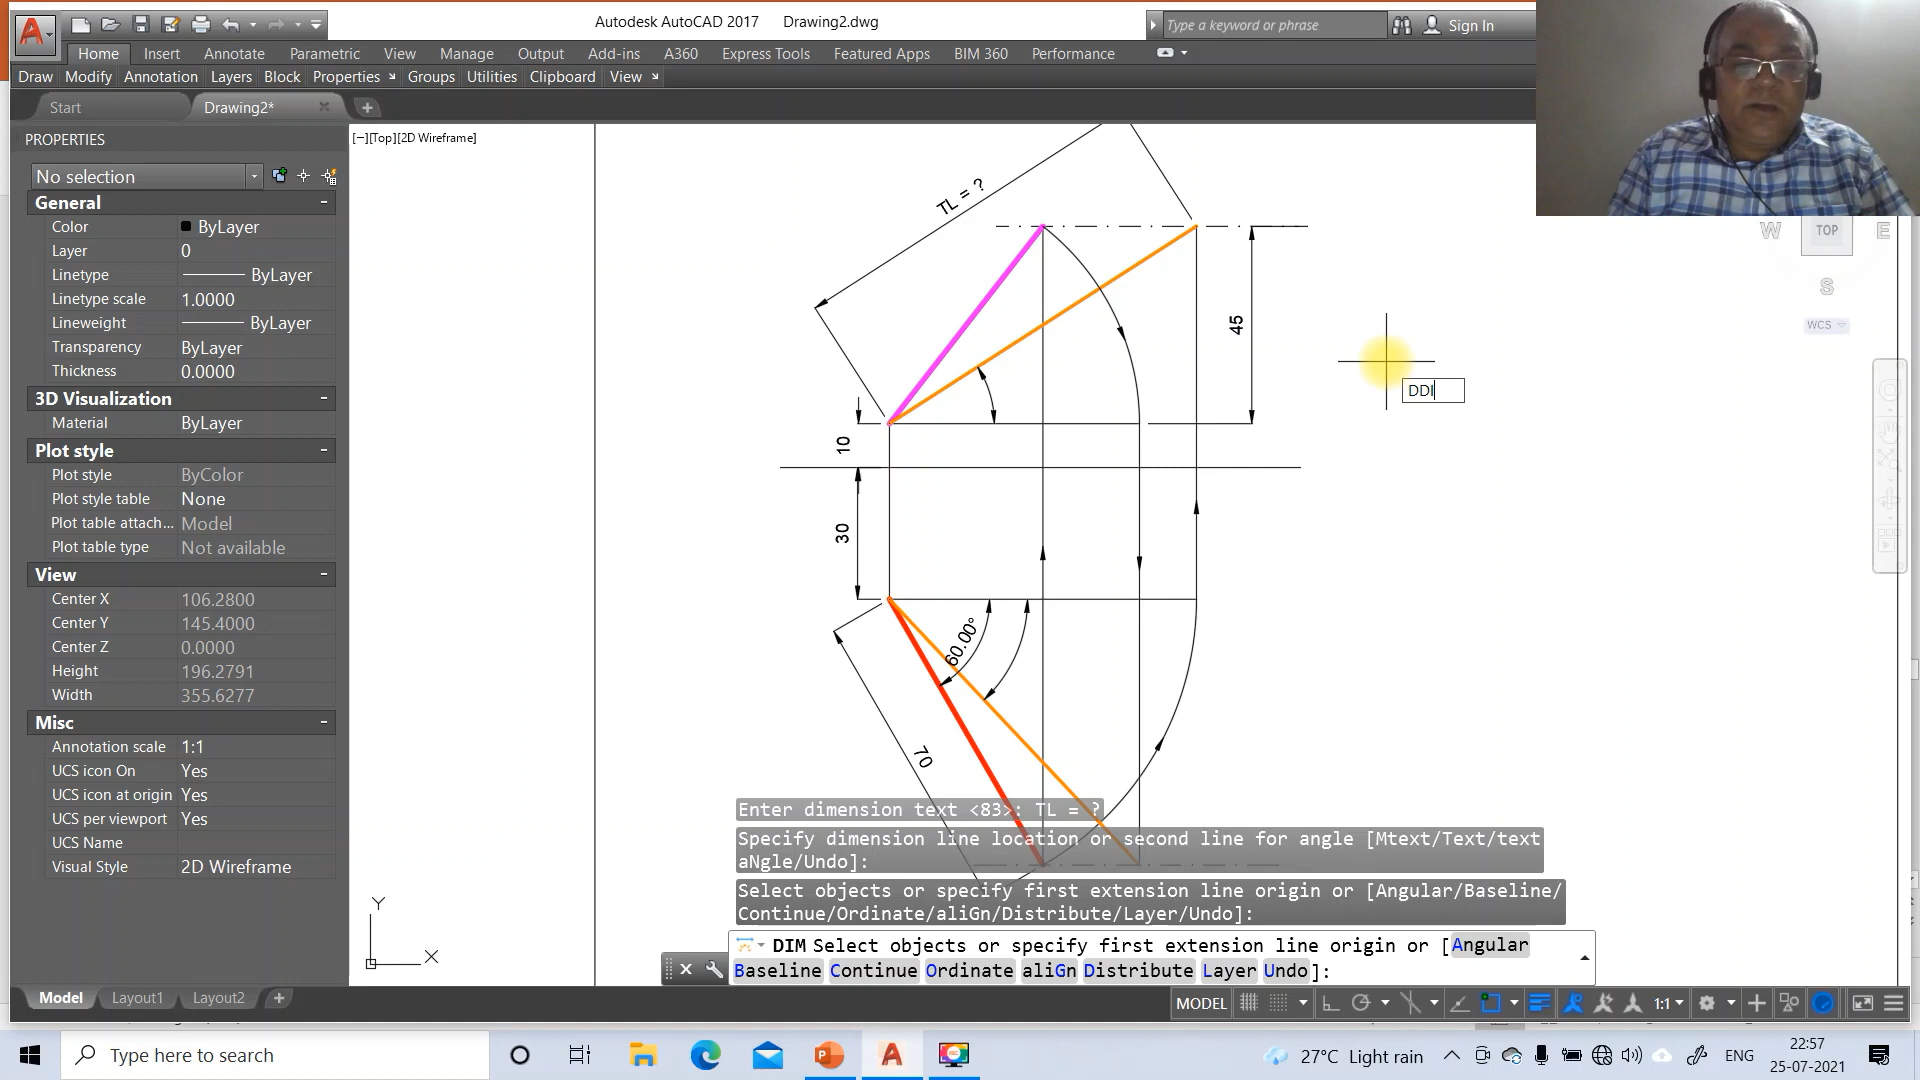 Autodesk AutoCAD 2017 Drawing2.dwg
Type a keyword or phrase
Sign In
Home Insert Annotate Parametric View Manage Output Add-ins A360 Express Tools Featured Apps BIM 360 Performance
Draw Modify Annotation Layers Block Properties Groups Utilities Clipboard View
Start Drawing2*
PROPERTIES
[−][Top][2D Wireframe]
No selection
General
Color ByLayer
Layer 0
Linetype ByLayer
Linetype scale 1.0000
Lineweight ByLayer
Transparency ByLayer
Thickness 0.0000
3D Visualization
Material ByLayer
Plot style
Plot style ByColor
Plot style table None
Plot table attach... Model
Plot table type Not available
View
Center X 106.2800
Center Y 145.4000
Center Z 0.0000
Height 196.2791
Width 355.6277
Misc
Annotation scale 1:1
UCS icon On Yes
UCS icon at origin Yes
UCS per viewport Yes
UCS Name
Visual Style 2D Wireframe
TL = ?
45
10
30
60.00°
70
DDI
W TOP E
S
WCS
Y
X
Enter dimension text <83>: TL = ?
Specify dimension line location or second line for angle [Mtext/Text/text
aNgle/Undo]:
Select objects or specify first extension line origin or [Angular/Baseline/
Continue/Ordinate/aliGn/Distribute/Layer/Undo]:
DIM Select objects or specify first extension line origin or [Angular
Baseline Continue Ordinate aliGn Distribute Layer Undo]:
Model Layout1 Layout2
MODEL 1:1
Type here to search
27°C Light rain
ENG
22:57
25-07-2021